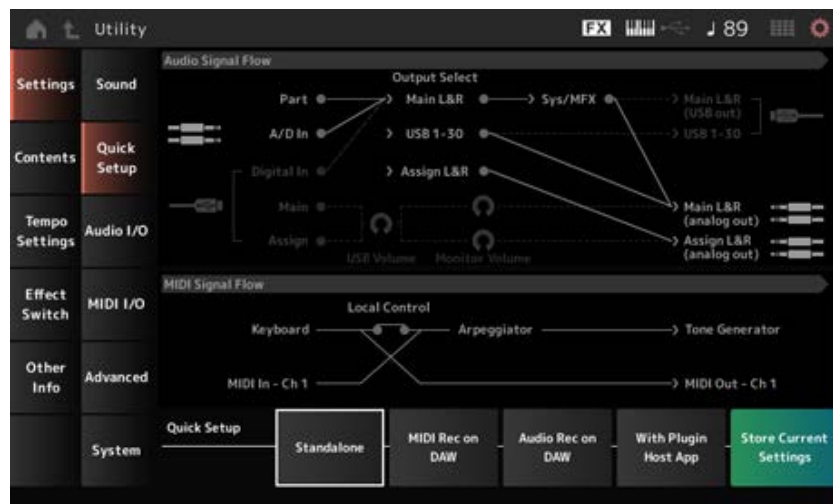 Utility
FX
♩ 89
Settings
Sound
Contents
Quick
Setup
Tempo
Settings
Audio I/O
Effect
Switch
MIDI I/O
Other
Info
Advanced
System
Audio Signal Flow
Output Select
Part
Main L&R
Sys/MFX
Main L&R
(USB out)
A/D In
USB 1-30
USB 1-30
Digital In
Assign L&R
Main
Main L&R
(analog out)
Assign
Assign L&R
(analog out)
USB Volume
Monitor Volume
MIDI Signal Flow
Local Control
Keyboard
Arpeggiator
Tone Generator
MIDI In - Ch 1
MIDI Out - Ch 1
Quick Setup
Standalone
MIDI Rec on
DAW
Audio Rec on
DAW
With Plugin
Host App
Store Current
Settings